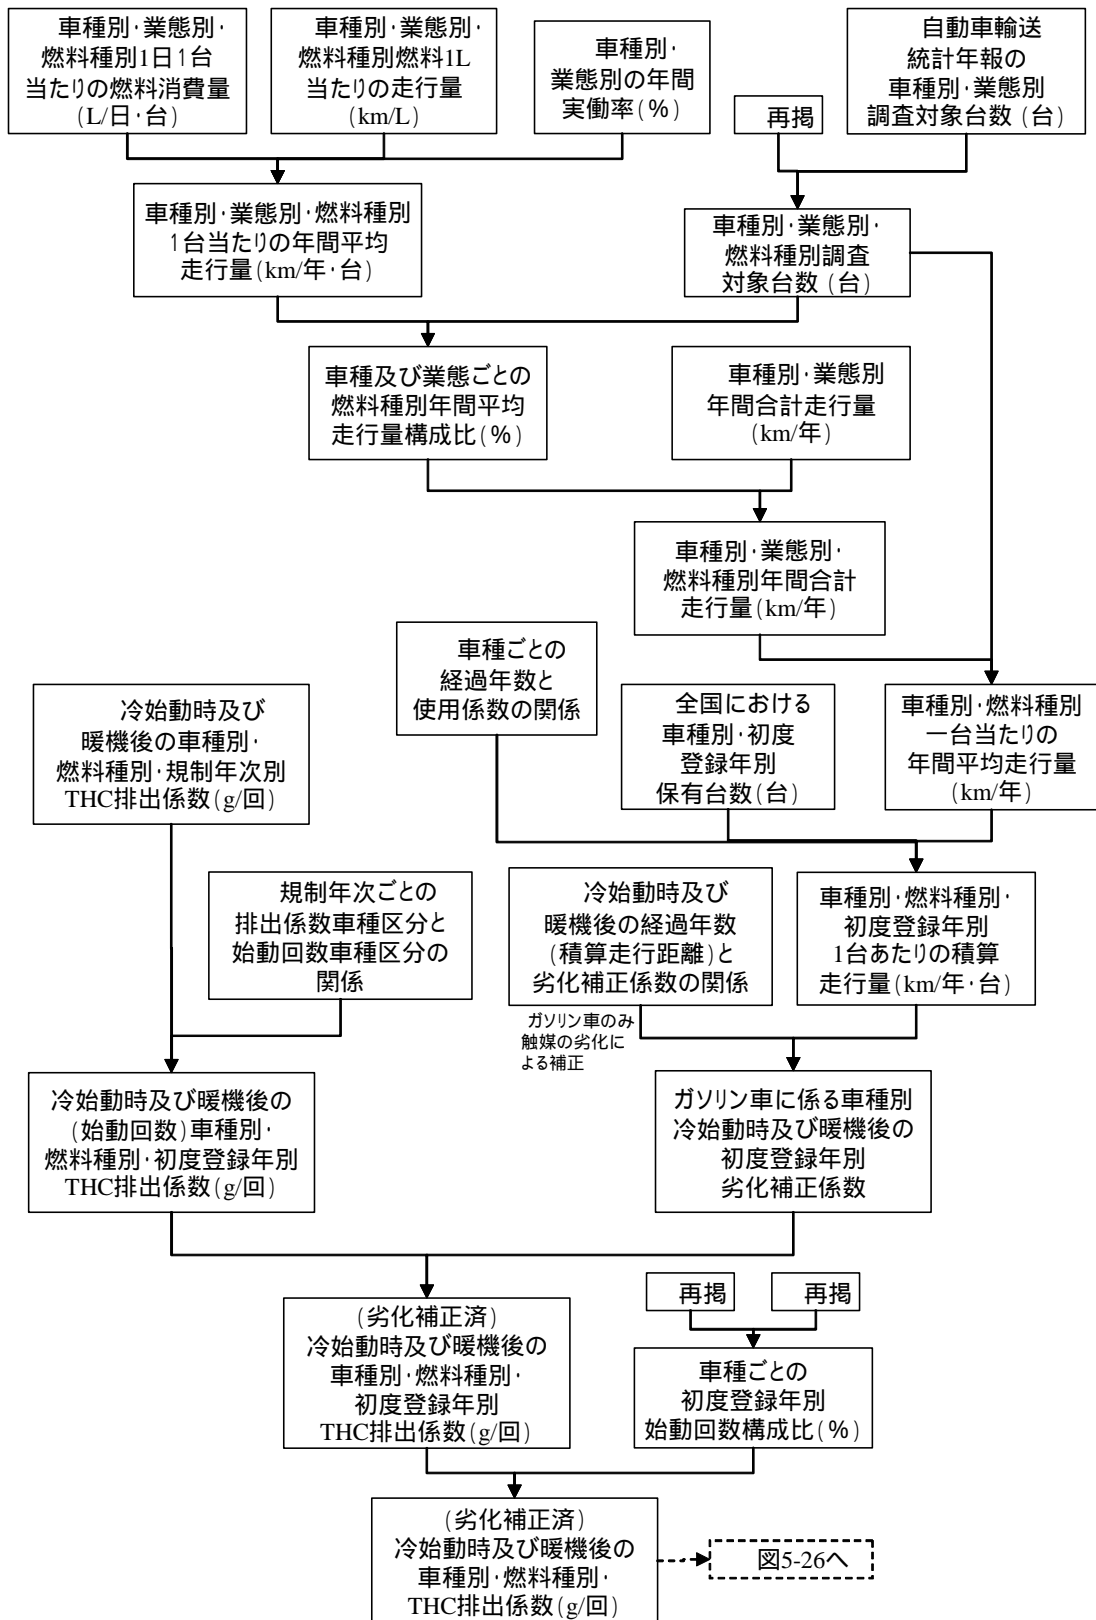 車種別･業態別･
燃料種別1日1台
当たりの燃料消費量
(L/日･台)
車種別･業態別･
燃料種別燃料1L
当たりの走行量
(km/L)
車種別･
業態別の年間
実働率(%)
再掲
自動車輸送
統計年報の
車種別･業態別
調査対象台数(台)
車種別･業態別･燃料種別
1台当たりの年間平均
走行量(km/年･台)
車種別･業態別･
燃料種別調査
対象台数(台)
車種及び業態ごとの
燃料種別年間平均
走行量構成比(%)
車種別･業態別
年間合計走行量
(km/年)
車種別･業態別･
燃料種別年間合計
走行量(km/年)
車種ごとの
経過年数と
使用係数の関係
全国における
車種別･初度
登録年別
保有台数(台)
車種別･燃料種別
一台当たりの
年間平均走行量
(km/年)
冷始動時及び
暖機後の車種別･
燃料種別･規制年次別
THC排出係数(g/回)
規制年次ごとの
排出係数車種区分と
始動回数車種区分の
関係
冷始動時及び
暖機後の経過年数
(積算走行距離)と
劣化補正係数の関係
車種別･燃料種別･
初度登録年別
1台あたりの積算
走行量(km/年･台)
ガソリン車のみ
触媒の劣化に
よる補正
冷始動時及び暖機後の
(始動回数)車種別･
燃料種別･初度登録年別
THC排出係数(g/回)
ガソリン車に係る車種別
冷始動時及び暖機後の
初度登録年別
劣化補正係数
再掲
再掲
(劣化補正済)
冷始動時及び暖機後の
車種別･燃料種別･
初度登録年別
THC排出係数(g/回)
車種ごとの
初度登録年別
始動回数構成比(%)
(劣化補正済)
冷始動時及び暖機後の
車種別･燃料種別･
THC排出係数(g/回)
図5-26へ